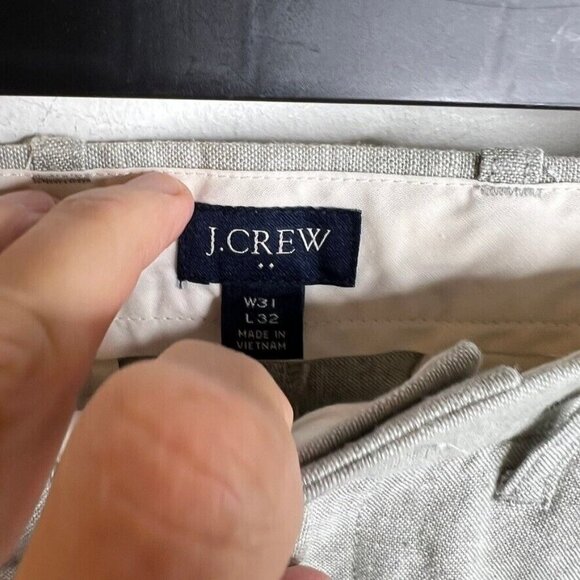 J.CREW
••
W31
L32
MADE IN
VIETNAM